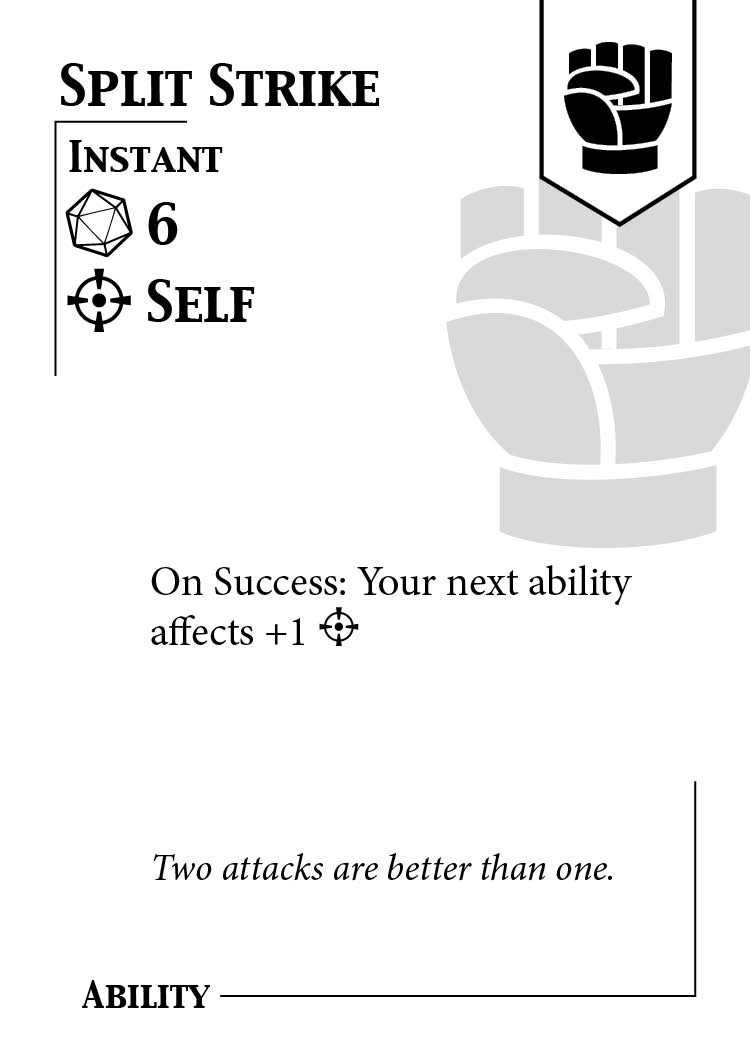 Split Strike
Instant
6
Self
On Success: Your next ability
affects +1
Two attacks are better than one.
Ability